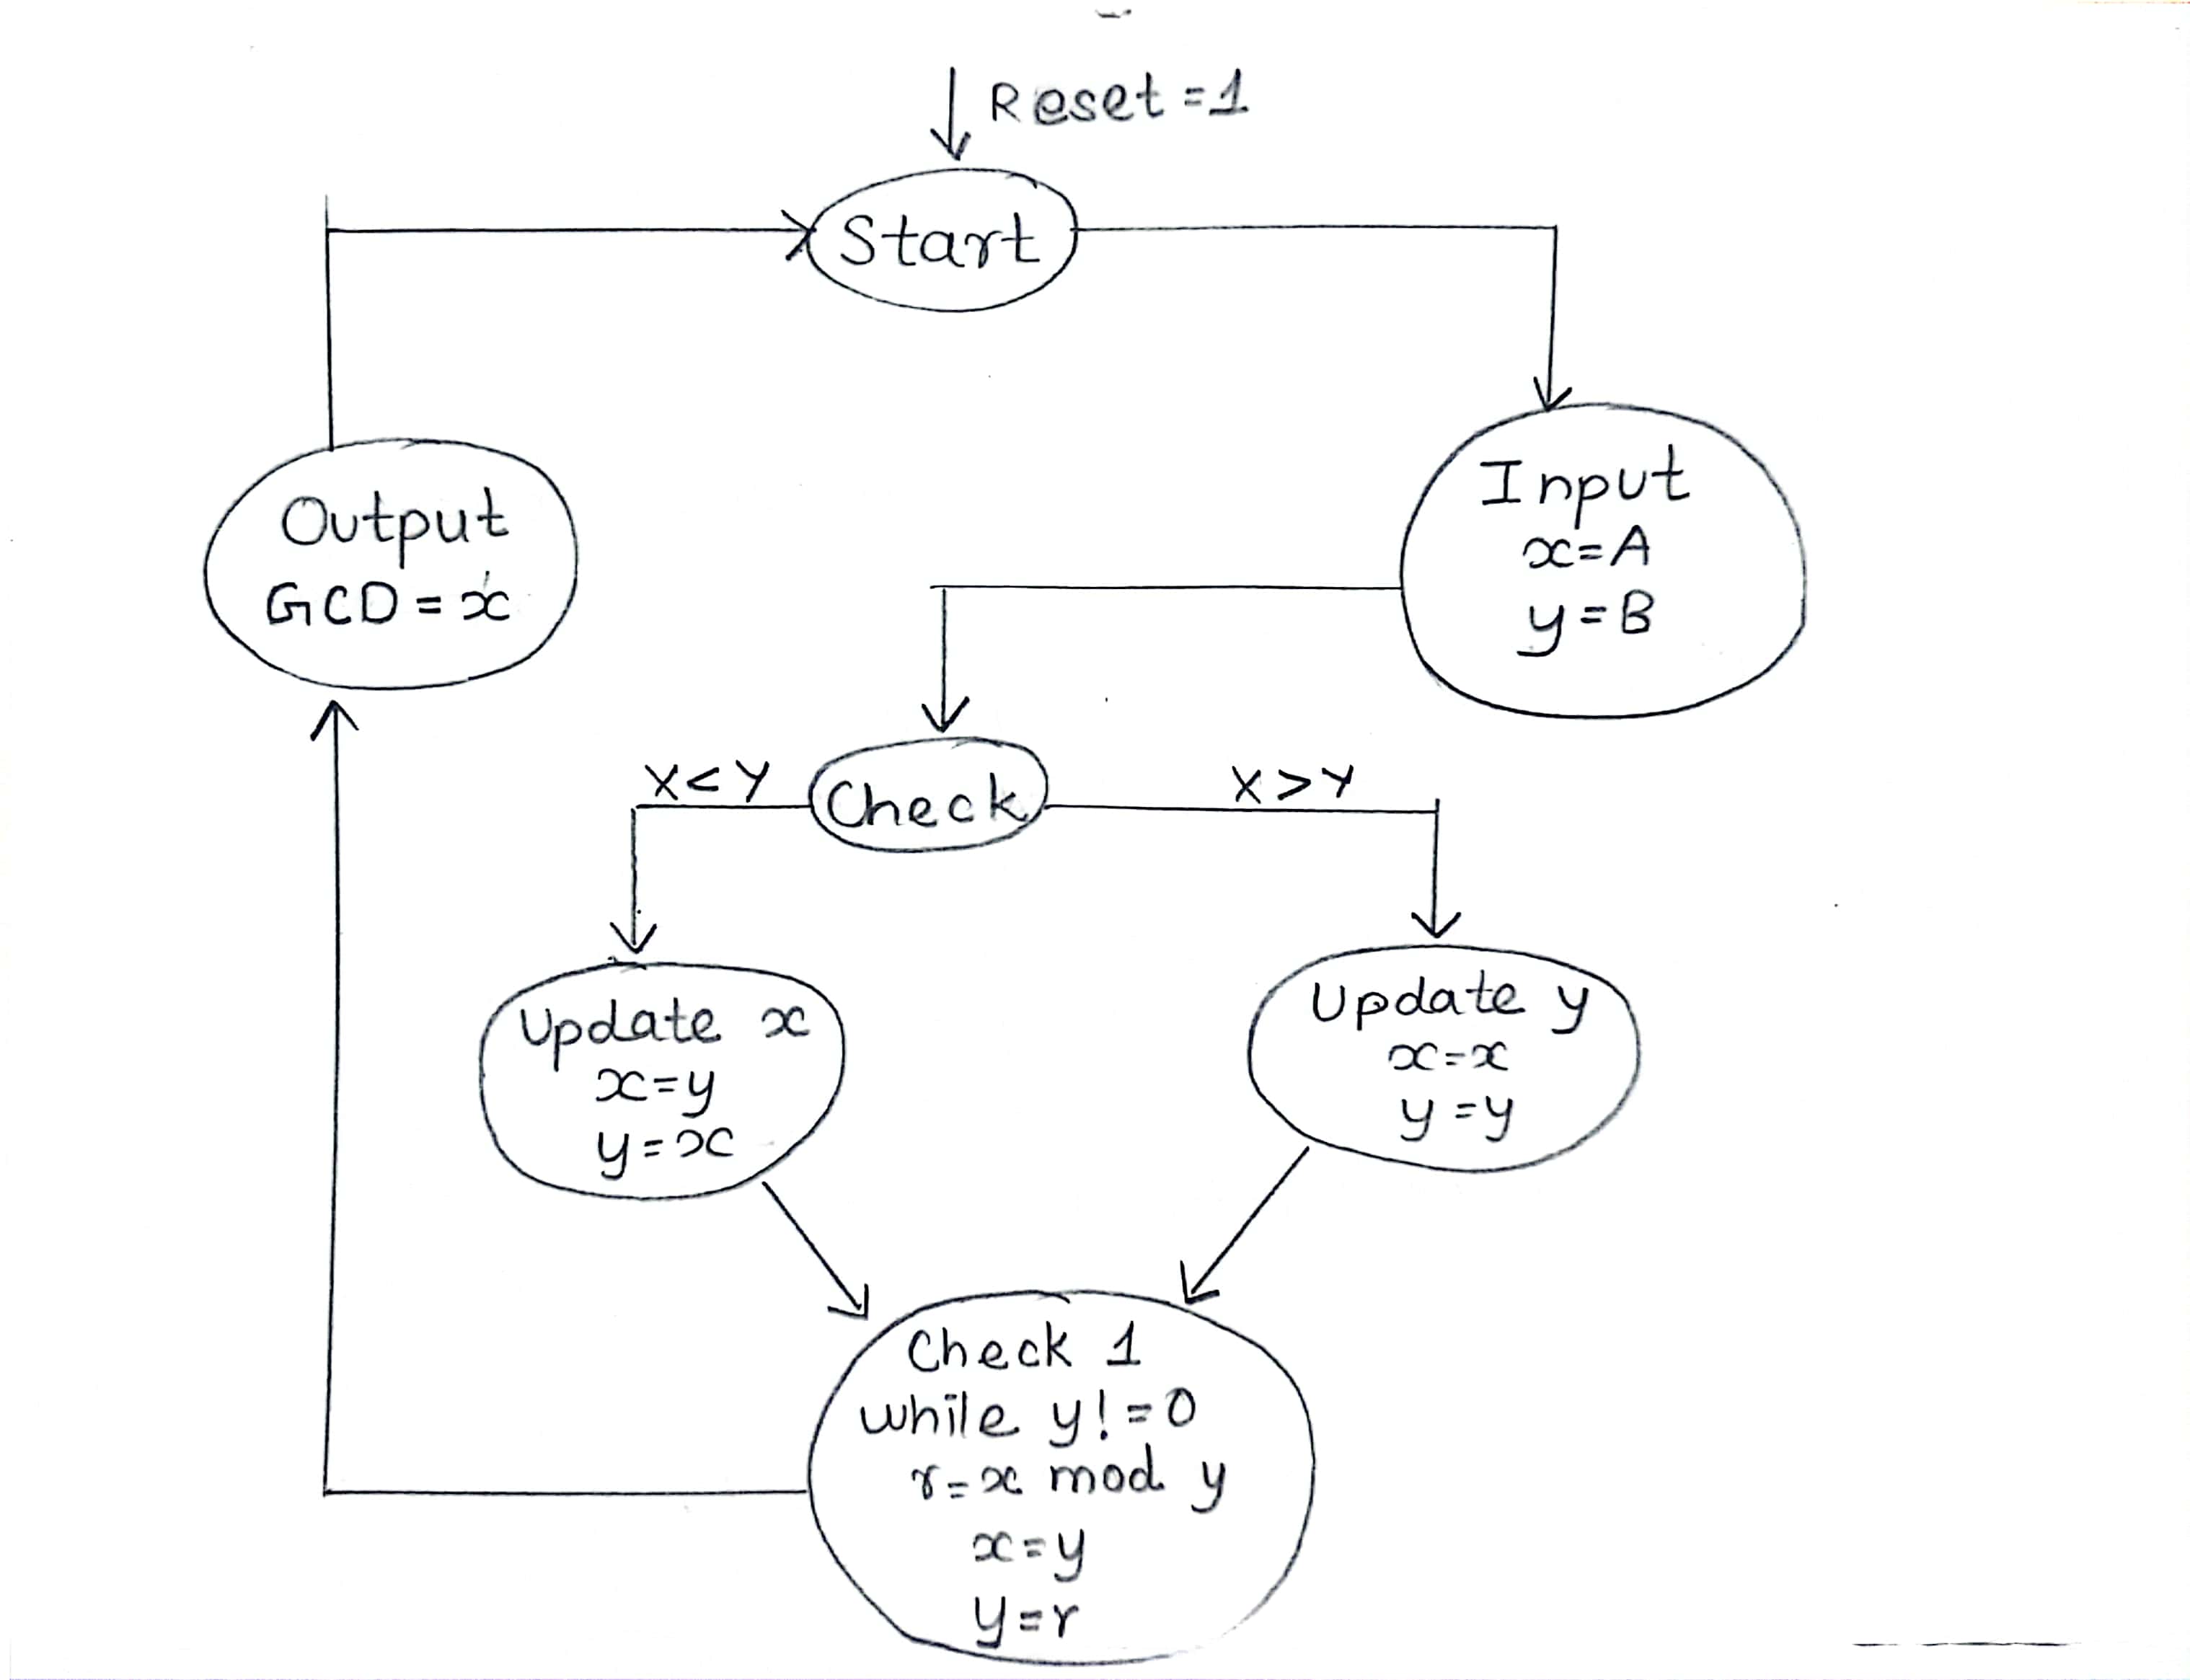 Reset = 1
Start
Input
x=A
y=B
Output
GCD = x
Check
X<Y
X>Y
Update x
x=y
y=x
Update y
x=x
y=y
Check 1
while y!=0
r=x mod y
x=y
y=r